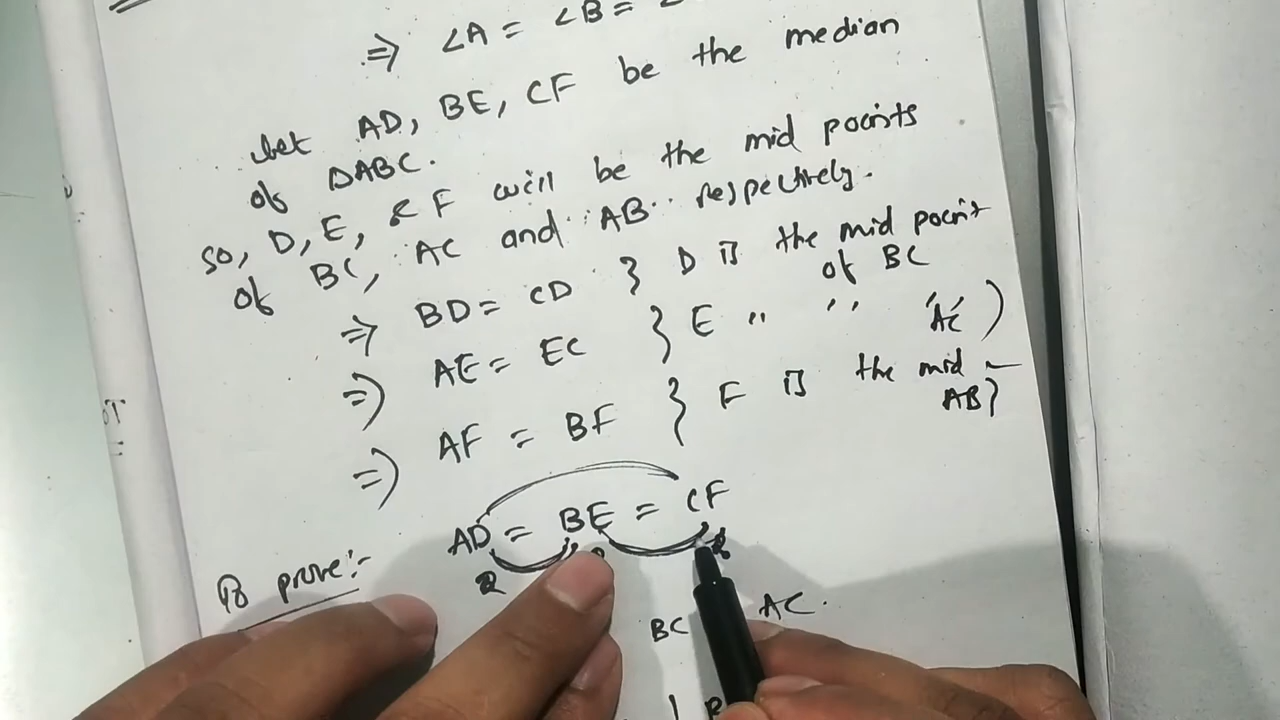 => ∠A = ∠B = ∠
Let AD, BE, CF be the median
of ΔABC.
so, D, E, & F will be the mid points
of BC, AC and AB respectively.
=> BD = CD } D is the mid point
of BC
=> AE = EC } E " " "AC" )
=> AF = BF } F is the mid –
AB}
To prove:- AD = BE = CF
BC AC.